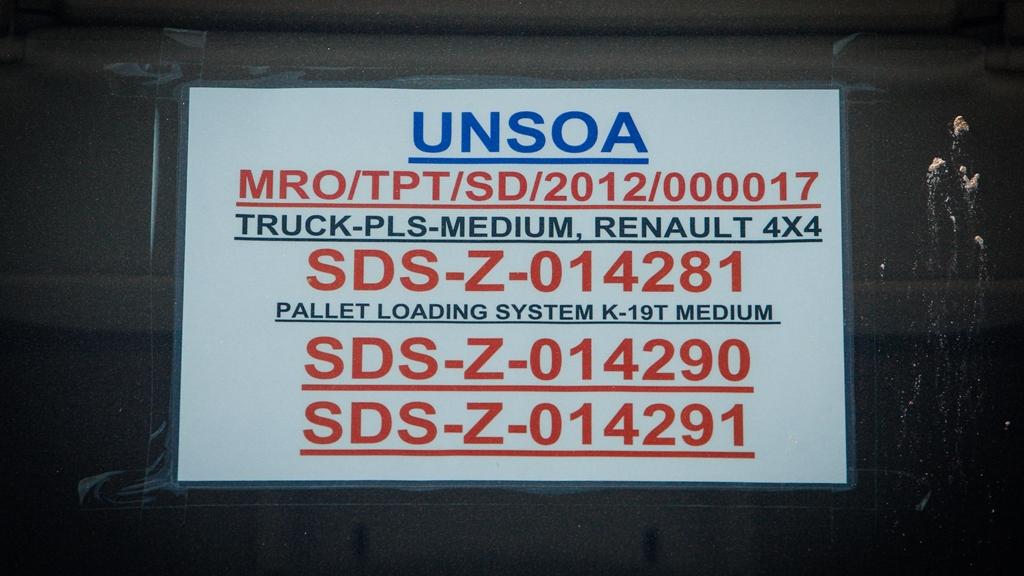 UNSOA
MRO/TPT/SD/2012/000017
TRUCK-PLS-MEDIUM, RENAULT 4X4
SDS-Z-014281
PALLET LOADING SYSTEM K-19T MEDIUM
SDS-Z-014290
SDS-Z-014291